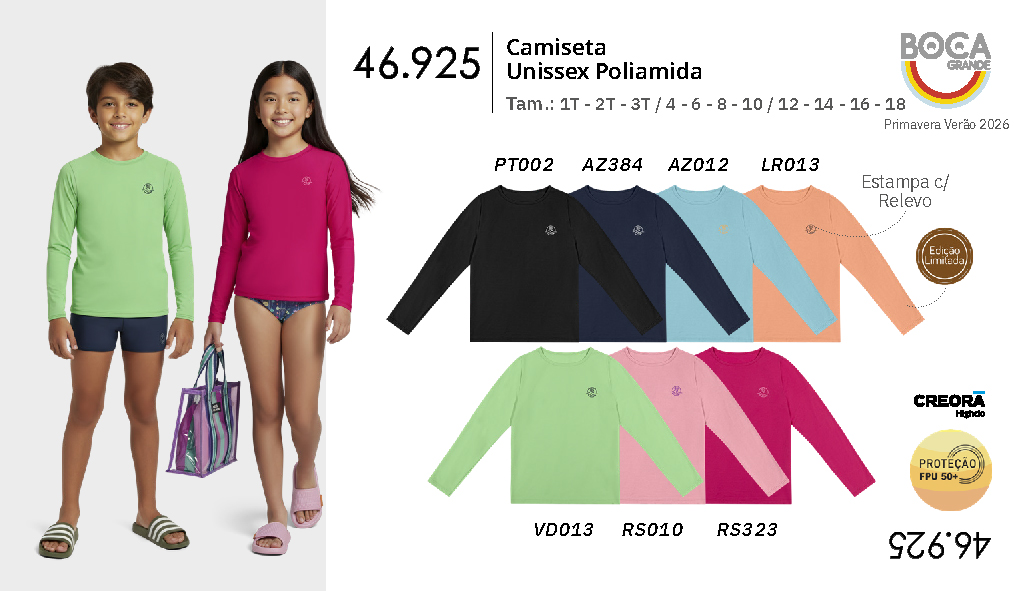 46.925
Camiseta
Unissex Poliamida
Tam.: 1T - 2T - 3T / 4 - 6 - 8 - 10 / 12 - 14 - 16 - 18
BOCA
GRANDE
Primavera Verão 2026
PT002 AZ384 AZ012 LR013
Estampa c/
Relevo
Edição
Limitada
CREORA
Highclo
PROTEÇÃO
FPU 50+
VD013 RS010 RS323
46.925